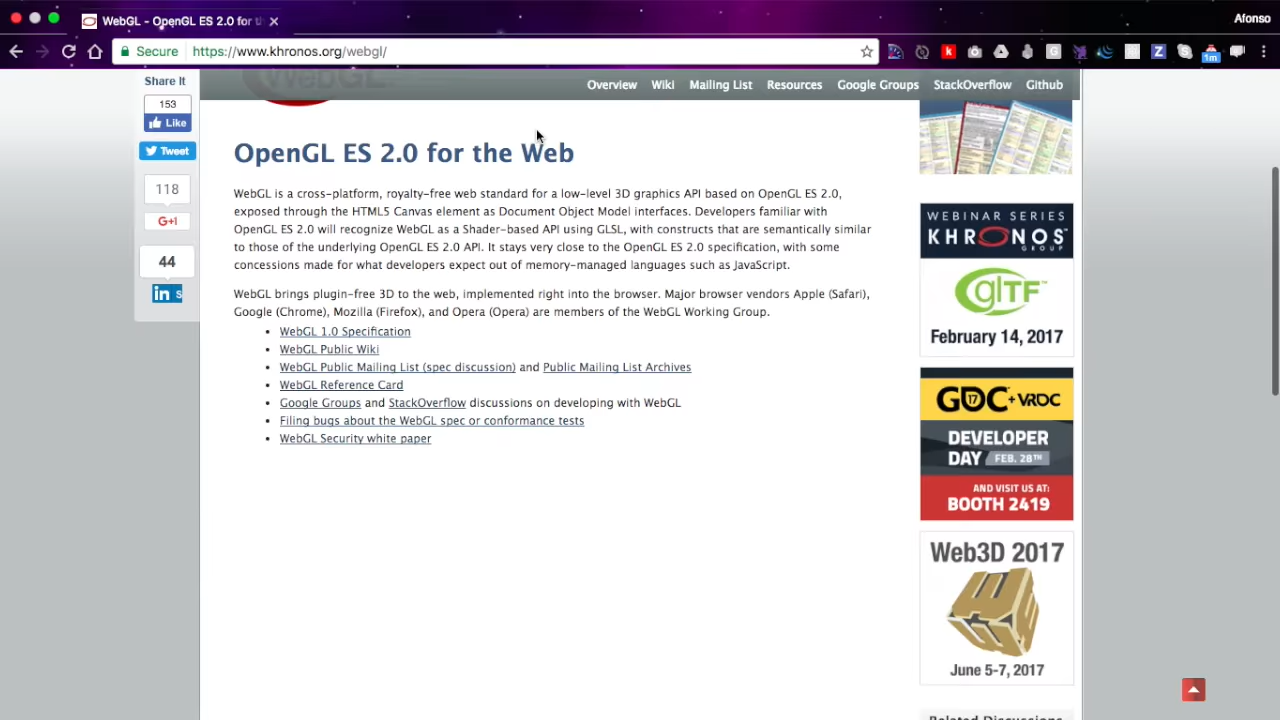 WebGL - OpenGL ES 2.0 for
Afonso
Secure
https://www.khronos.org/webgl/
1m
Share It
153
Like
Tweet
118
G+1
44
in s
WebGL
Overview
Wiki
Mailing List
Resources
Google Groups
StackOverflow
Github
OpenGL ES 2.0 for the Web
WebGL is a cross-platform, royalty-free web standard for a low-level 3D graphics API based on OpenGL ES 2.0,
exposed through the HTML5 Canvas element as Document Object Model interfaces. Developers familiar with
OpenGL ES 2.0 will recognize WebGL as a Shader-based API using GLSL, with constructs that are semantically similar
to those of the underlying OpenGL ES 2.0 API. It stays very close to the OpenGL ES 2.0 specification, with some
concessions made for what developers expect out of memory-managed languages such as JavaScript.
WebGL brings plugin-free 3D to the web, implemented right into the browser. Major browser vendors Apple (Safari),
Google (Chrome), Mozilla (Firefox), and Opera (Opera) are members of the WebGL Working Group.
WebGL 1.0 Specification
WebGL Public Wiki
WebGL Public Mailing List (spec discussion) and Public Mailing List Archives
WebGL Reference Card
Google Groups and StackOverflow discussions on developing with WebGL
Filing bugs about the WebGL spec or conformance tests
WebGL Security white paper
WEBINAR SERIES
KHRONOS
GROUP
glTF
February 14, 2017
GDC 17 + VRDC
DEVELOPER
DAY FEB. 28TH
AND VISIT US AT:
BOOTH 2419
Web3D 2017
June 5-7, 2017
Related Discussions